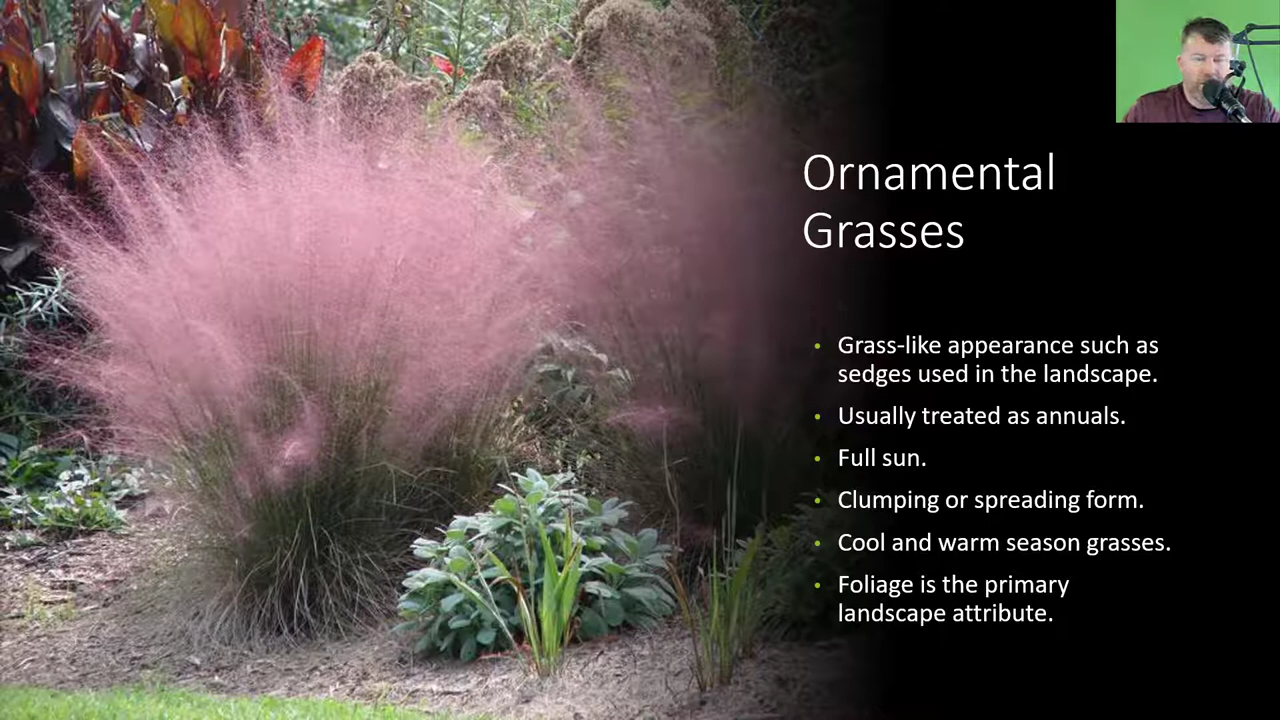 Ornamental
Grasses
• Grass-like appearance such as
sedges used in the landscape.
• Usually treated as annuals.
• Full sun.
• Clumping or spreading form.
• Cool and warm season grasses.
• Foliage is the primary
landscape attribute.